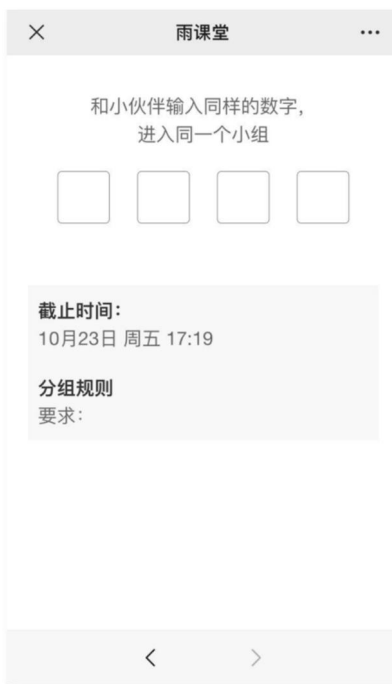 雨课堂
和小伙伴输入同样的数字，
进入同一个小组
截止时间：
10月23日 周五 17:19
分组规则
要求：